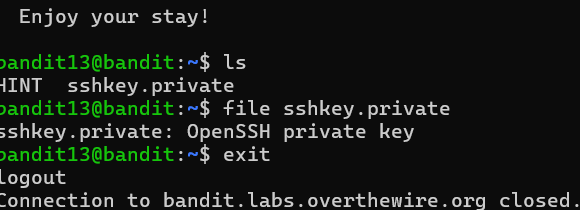 Enjoy your stay!
bandit13@bandit:~$ ls
HINT  sshkey.private
bandit13@bandit:~$ file sshkey.private
sshkey.private: OpenSSH private key
bandit13@bandit:~$ exit
logout
Connection to bandit.labs.overthewire.org closed.